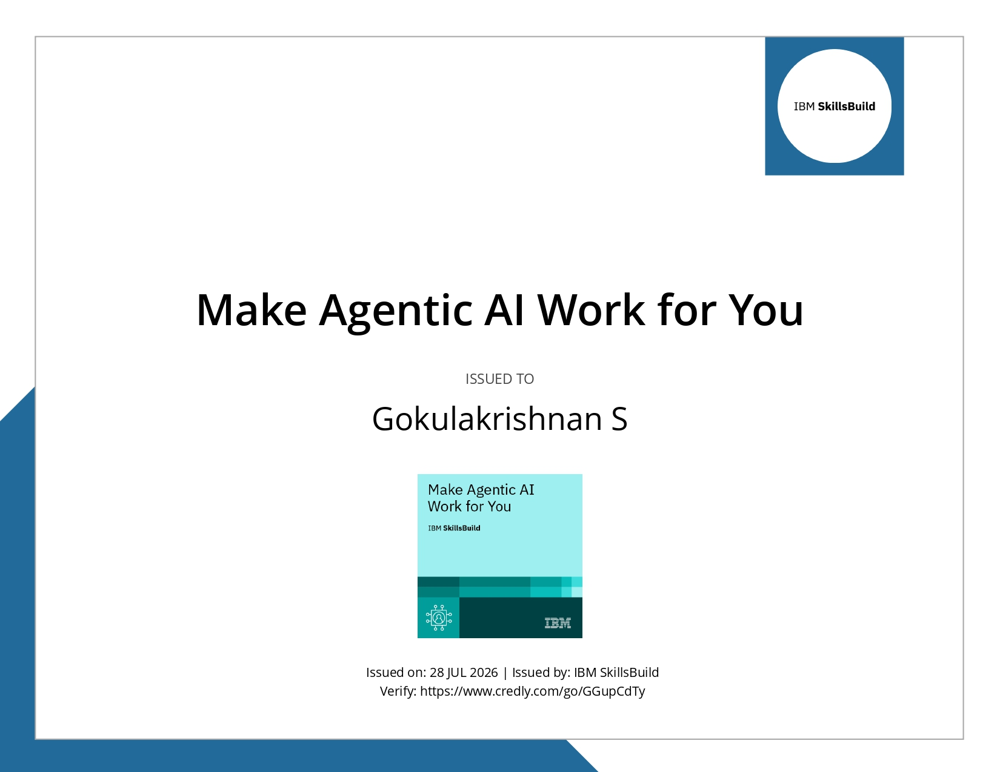 IBM SkillsBuild
Make Agentic AI Work for You
ISSUED TO
Gokulakrishnan S
Make Agentic AI
Work for You
IBM SkillsBuild
IBM
Issued on: 28 JUL 2026 | Issued by: IBM SkillsBuild
Verify: https://www.credly.com/go/GGupCdTy